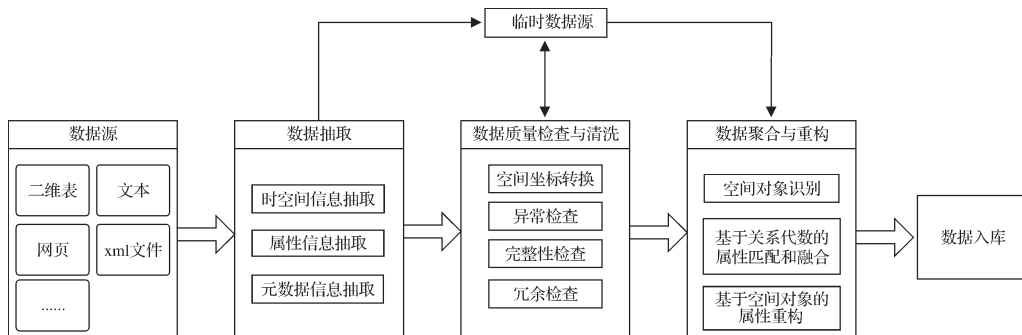 临时数据源
数据源
二维表
文本
网页
xml文件
......
数据抽取
时空间信息抽取
属性信息抽取
元数据信息抽取
数据质量检查与清洗
空间坐标转换
异常检查
完整性检查
冗余检查
数据聚合与重构
空间对象识别
基于关系代数的
属性匹配和融合
基于空间对象的
属性重构
数据入库